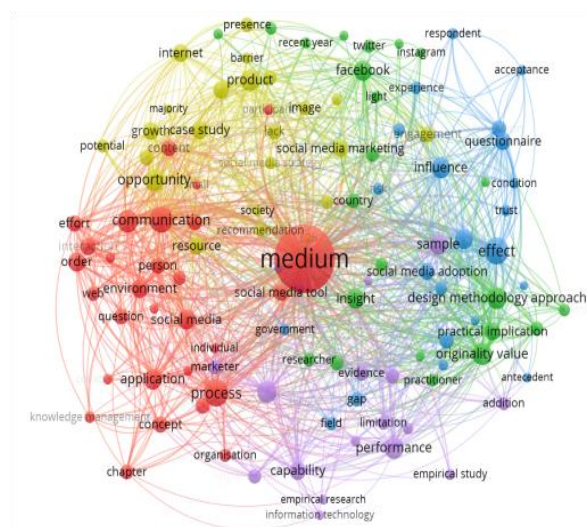 presence
recent year
twitter
instagram
respondent
internet
barrier
facebook
acceptance
product
light
experience
majority
image
growth
case study
lack
engagement
questionnaire
content
social media marketing
potential
influence
opportunity
condition
country
trust
effort
communication
society
recommendation
sample
effect
order
resource
person
medium
social media adoption
web
environment
social media tool
insight
design methodology approach
question
social media
government
practical implication
individual
researcher
originality value
marketer
evidence
practitioner
antecedent
application
process
gap
addition
knowledge management
concept
field
limitation
performance
organisation
chapter
capability
empirical study
empirical research
information technology